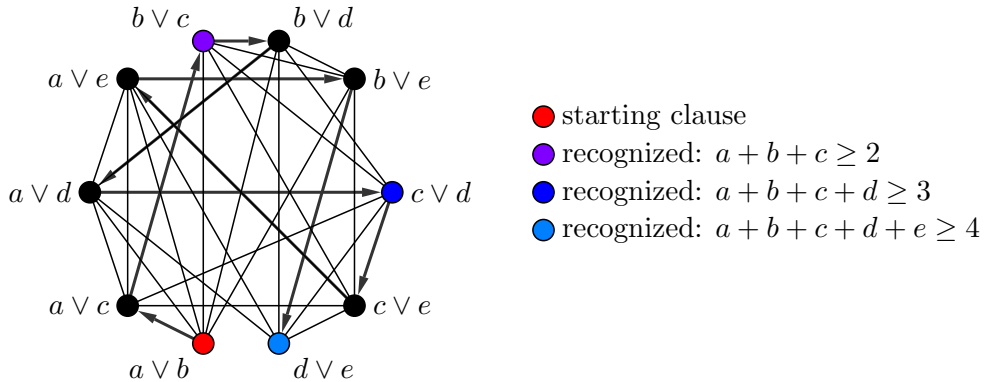 b ∨ c
b ∨ d
a ∨ e
b ∨ e
a ∨ d
c ∨ d
a ∨ c
c ∨ e
a ∨ b
d ∨ e
starting clause
recognized: a + b + c ≥ 2
recognized: a + b + c + d ≥ 3
recognized: a + b + c + d + e ≥ 4